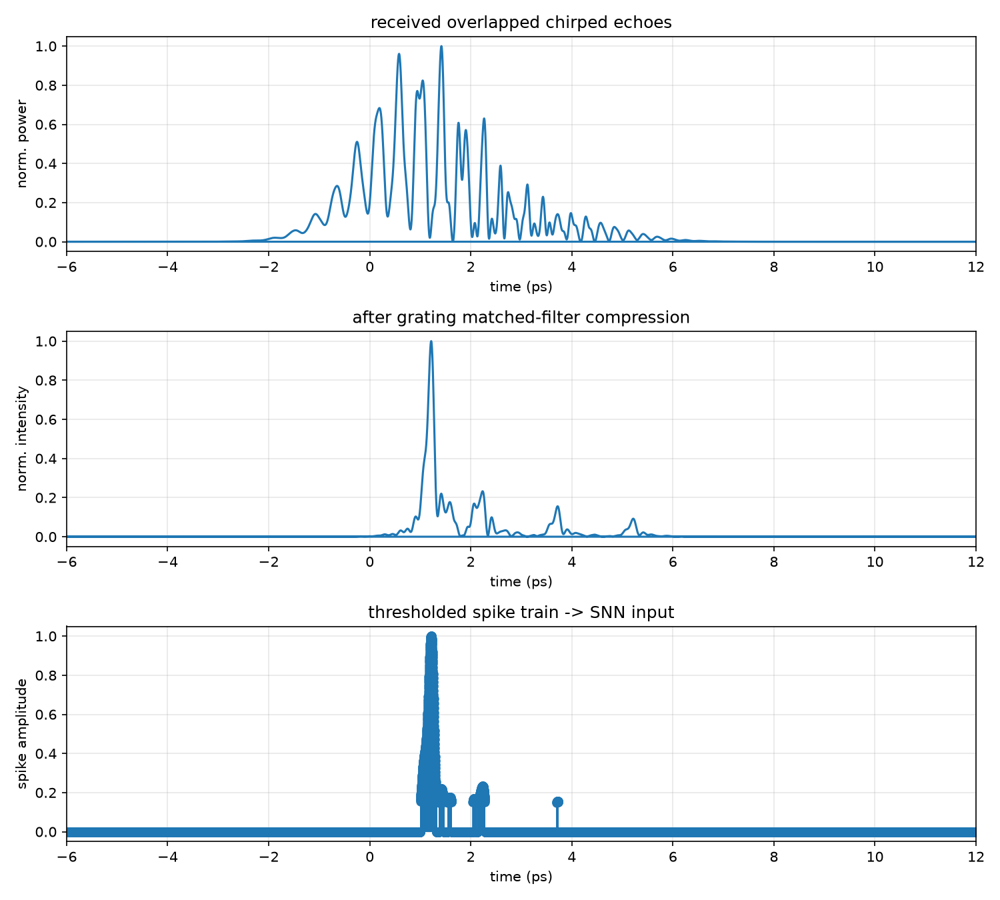 received overlapped chirped echoes
norm. power
1.0
0.8
0.6
0.4
0.2
0.0
−6 −4 −2 0 2 4 6 8 10 12
time (ps)
after grating matched-filter compression
norm. intensity
1.0
0.8
0.6
0.4
0.2
0.0
−6 −4 −2 0 2 4 6 8 10 12
time (ps)
thresholded spike train -> SNN input
spike amplitude
1.0
0.8
0.6
0.4
0.2
0.0
−6 −4 −2 0 2 4 6 8 10 12
time (ps)